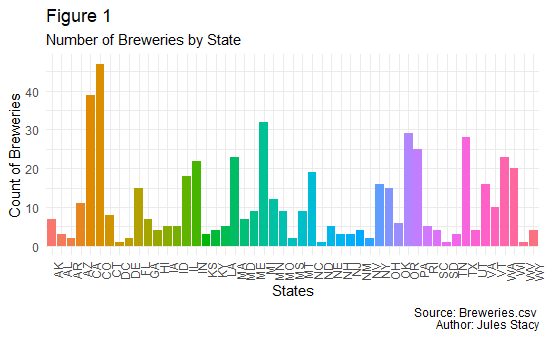 Figure 1
Number of Breweries by State
Count of Breweries
40
30
20
10
0
AK AL AR AZ CA CO CT DC DE FL GA HI IA ID IL IN KS KY LA MA MD ME MI MN MO MS MT NC ND NE NH NJ NM NV NY OH OK OR PA RI SC SD TN TX UT VA VT WA WI WV WY
States
Source: Breweries.csv
Author: Jules Stacy